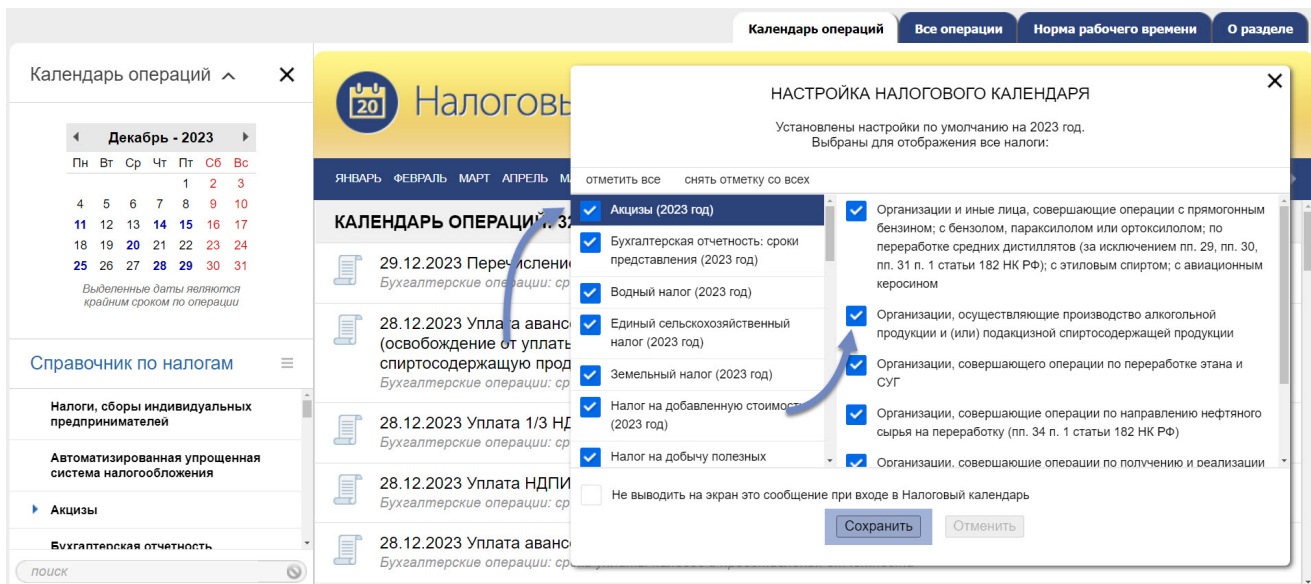 Календарь операций
Все операции
Норма рабочего времени
О разделе
Календарь операций
Декабрь - 2023
Пн Вт Ср Чт Пт Сб Вс
1 2 3
4 5 6 7 8 9 10
11 12 13 14 15 16 17
18 19 20 21 22 23 24
25 26 27 28 29 30 31
Выделенные даты являются
крайним сроком по операции
Справочник по налогам
Налоги, сборы индивидуальных
предпринимателей
Автоматизированная упрощенная
система налогообложения
Акцизы
Бухгалтерская отчетность
поиск
20
ЯНВАРЬ ФЕВРАЛЬ МАРТ АПРЕЛЬ
КАЛЕНДАРЬ ОПЕРАЦИЙ:
29.12.2023
Бухгалтерские операции:
28.12.2023 Уплата
(освобождение от
спиртосодержащую
Бухгалтерские операции:
28.12.2023 Уплата 1/3
Бухгалтерские операции:
28.12.2023 Уплата НДПИ
Бухгалтерские операции:
28.12.2023 Уплата
Бухгалтерские операции:
НАСТРОЙКА НАЛОГОВОГО КАЛЕНДАРЯ
Установлены настройки по умолчанию на 2023 год.
Выбраны для отображения все налоги:
отметить все снять отметку со всех
Акцизы (2023 год)
Бухгалтерская отчетность: сроки
представления (2023 год)
Водный налог (2023 год)
Единый сельскохозяйственный
налог (2023 год)
Земельный налог (2023 год)
Налог на добавленную стоимость
(2023 год)
Налог на добычу полезных
Организации и иные лица, совершающие операции с прямогонным
бензином; с бензолом, параксилолом или ортоксилолом; по
переработке средних дистиллятов (за исключением пп. 29, пп. 30,
пп. 31 п. 1 статьи 182 НК РФ); с этиловым спиртом; с авиационным
керосином
Организации, осуществляющие производство алкогольной
продукции и (или) подакцизной спиртосодержащей продукции
Организации, совершающего операции по переработке этана и
СУГ
Организации, совершающие операции по направлению нефтяного
сырья на переработку (пп. 34 п. 1 статьи 182 НК РФ)
Организации, совершающие операции по получению и реализации
Не выводить на экран это сообщение при входе в Налоговый календарь
Сохранить
Отменить